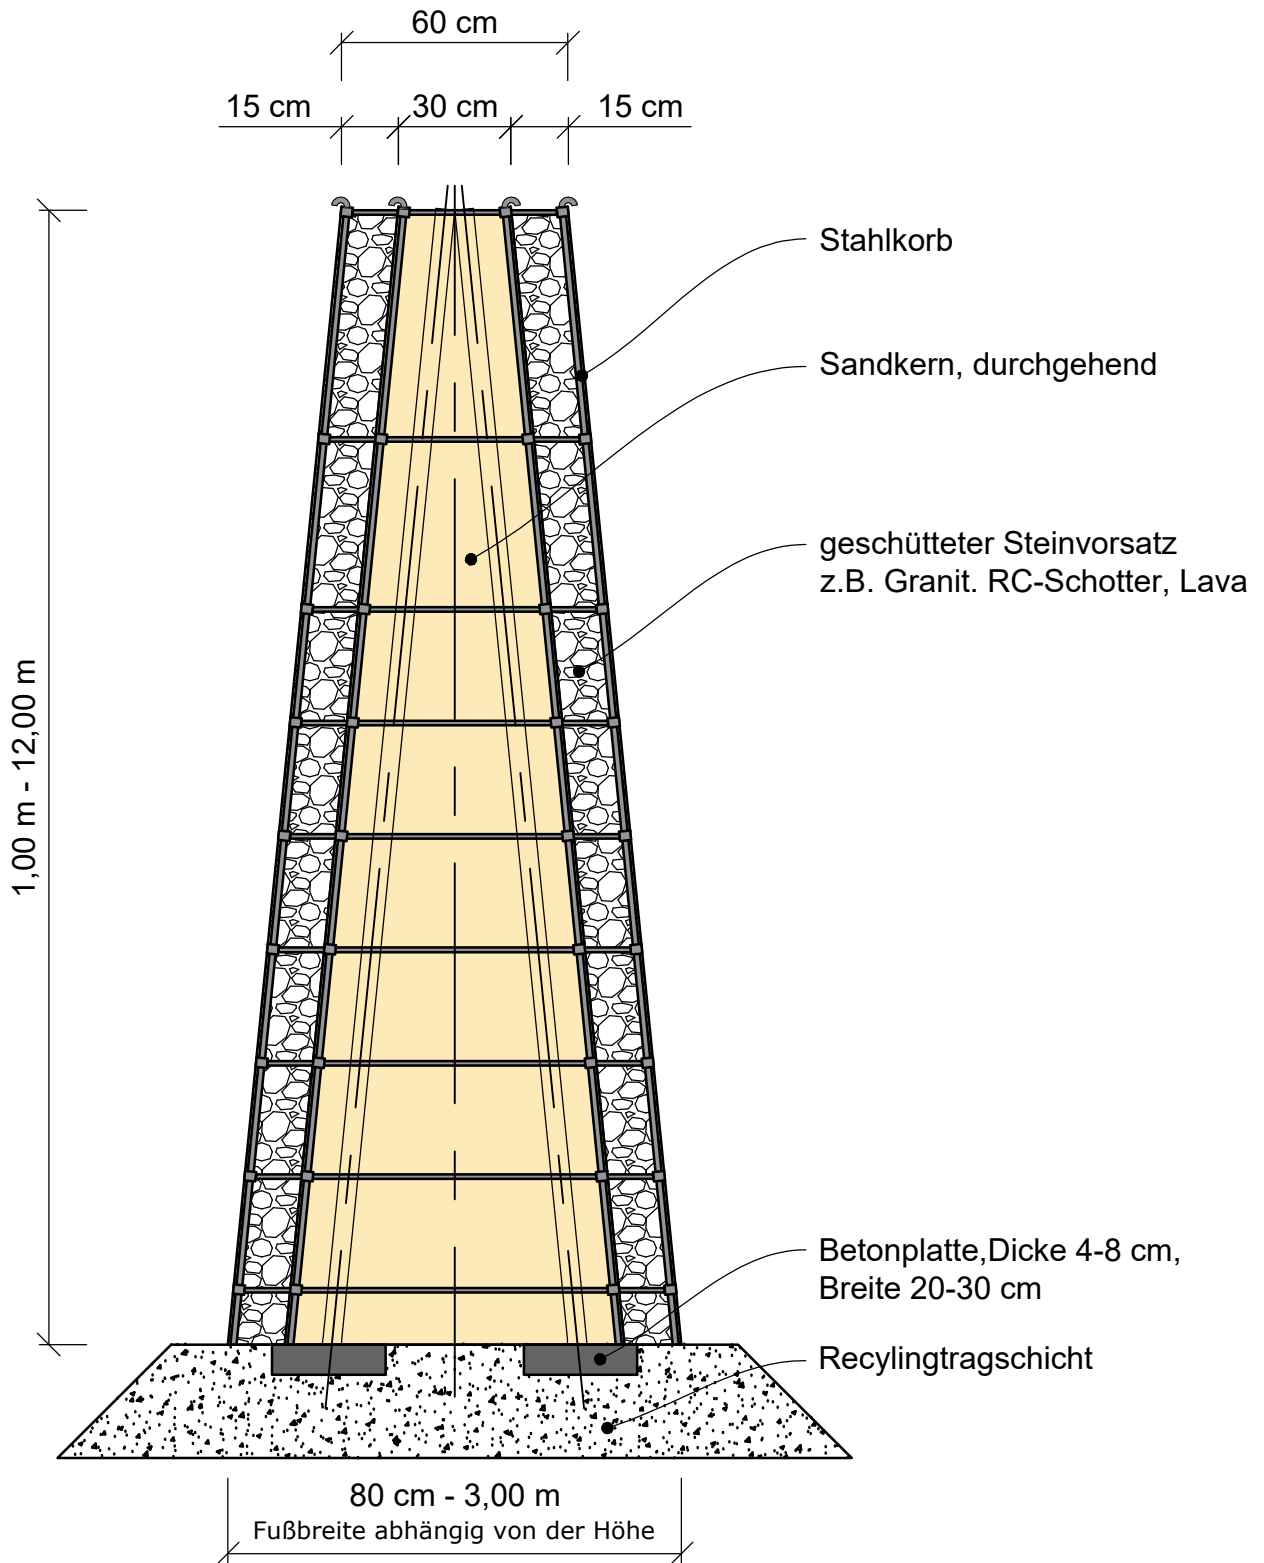 60 cm
15 cm
30 cm
15 cm
Stahlkorb
Sandkern, durchgehend
geschütteter Steinvorsatz
z.B. Granit. RC-Schotter, Lava
1,00 m - 12,00 m
Betonplatte,Dicke 4-8 cm,
Breite 20-30 cm
Recylingtragschicht
80 cm - 3,00 m
Fußbreite abhängig von der Höhe